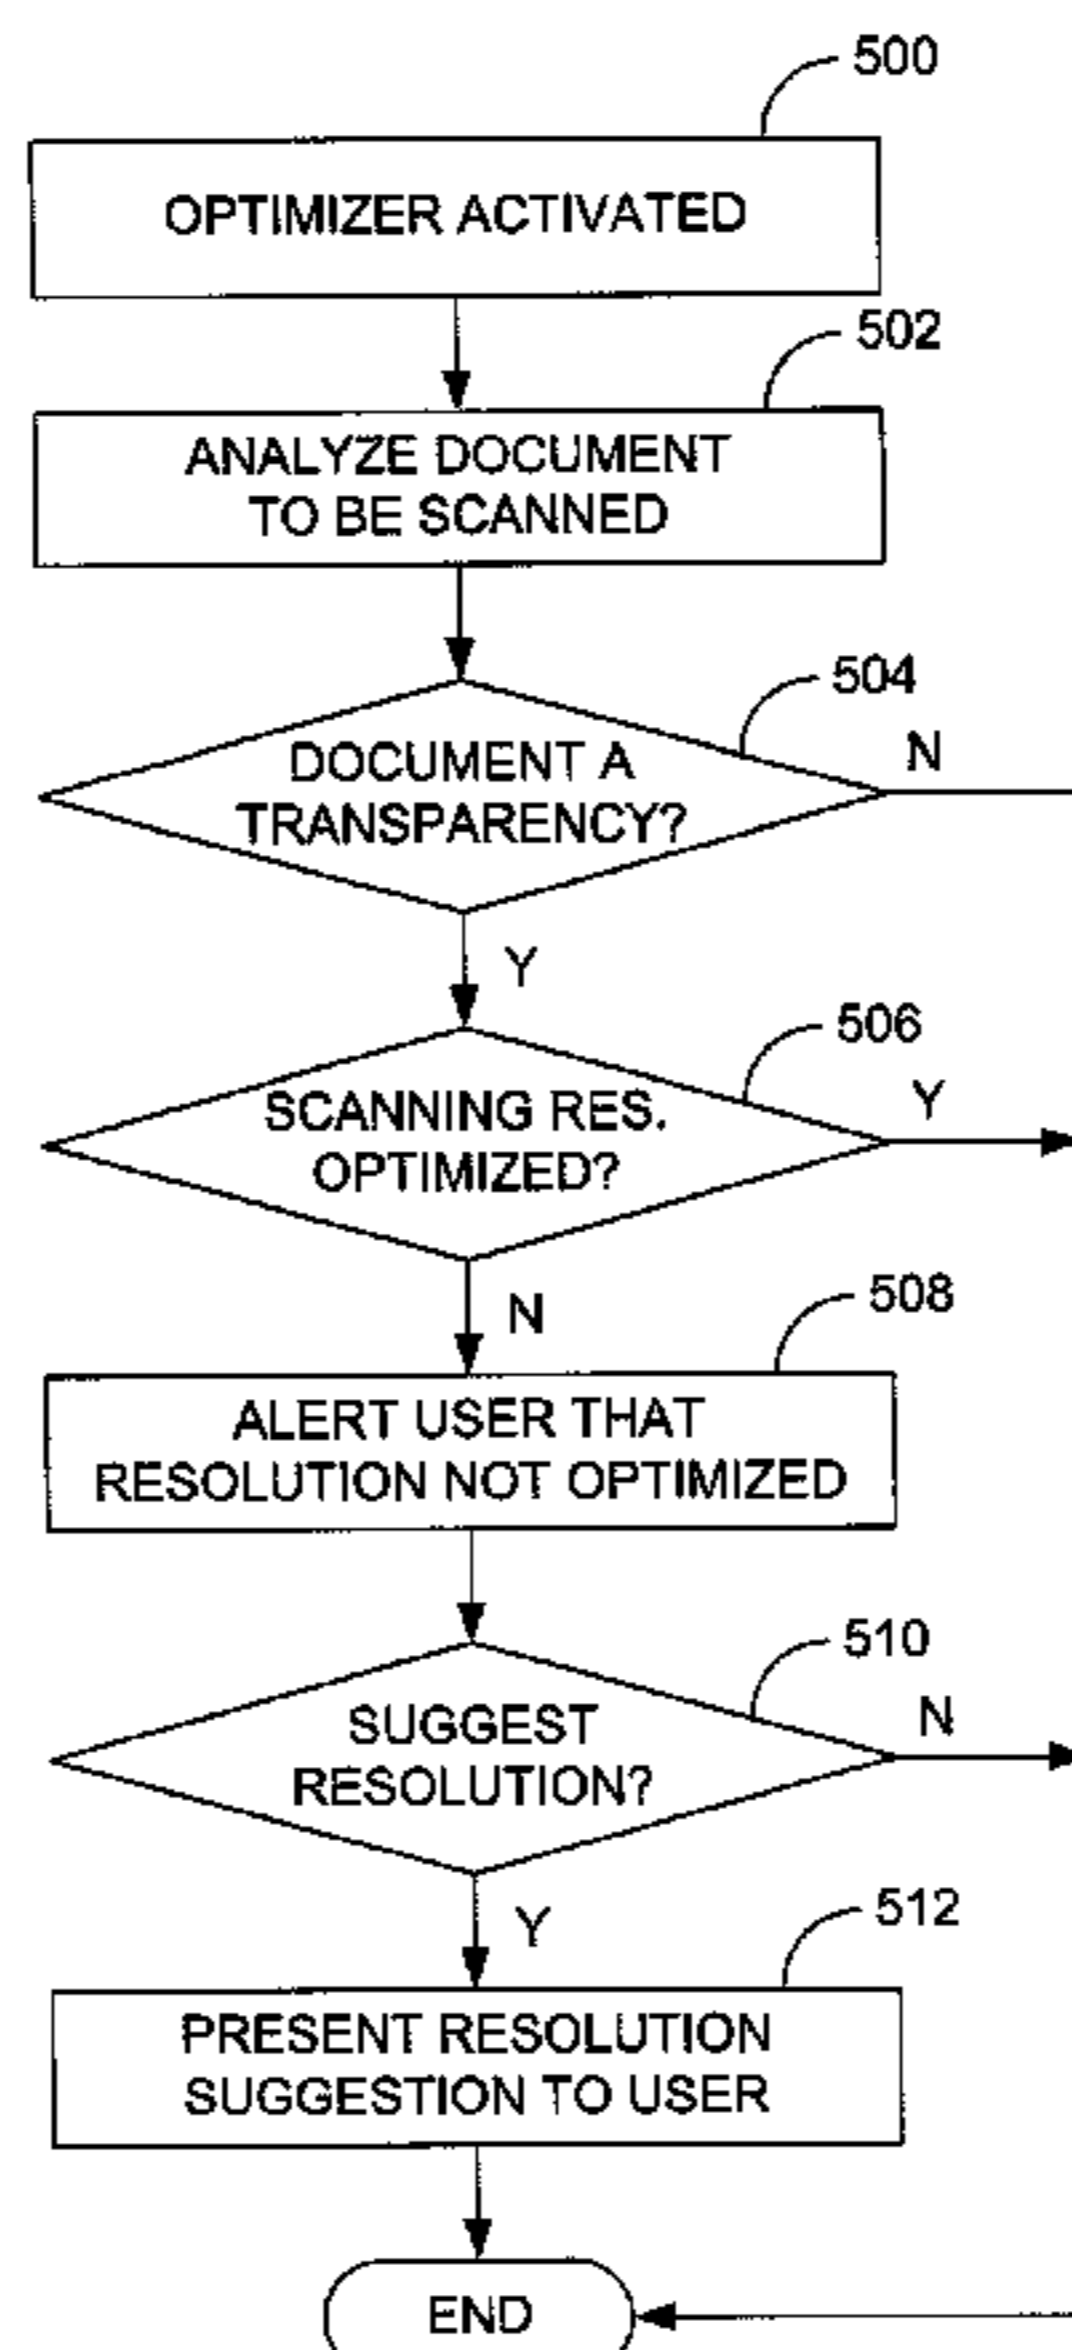 500
OPTIMIZER ACTIVATED
502
ANALYZE DOCUMENT
TO BE SCANNED
504
DOCUMENT A
TRANSPARENCY?
N
Y
506
SCANNING RES.
OPTIMIZED?
Y
N
508
ALERT USER THAT
RESOLUTION NOT OPTIMIZED
510
SUGGEST
RESOLUTION?
N
Y
512
PRESENT RESOLUTION
SUGGESTION TO USER
END